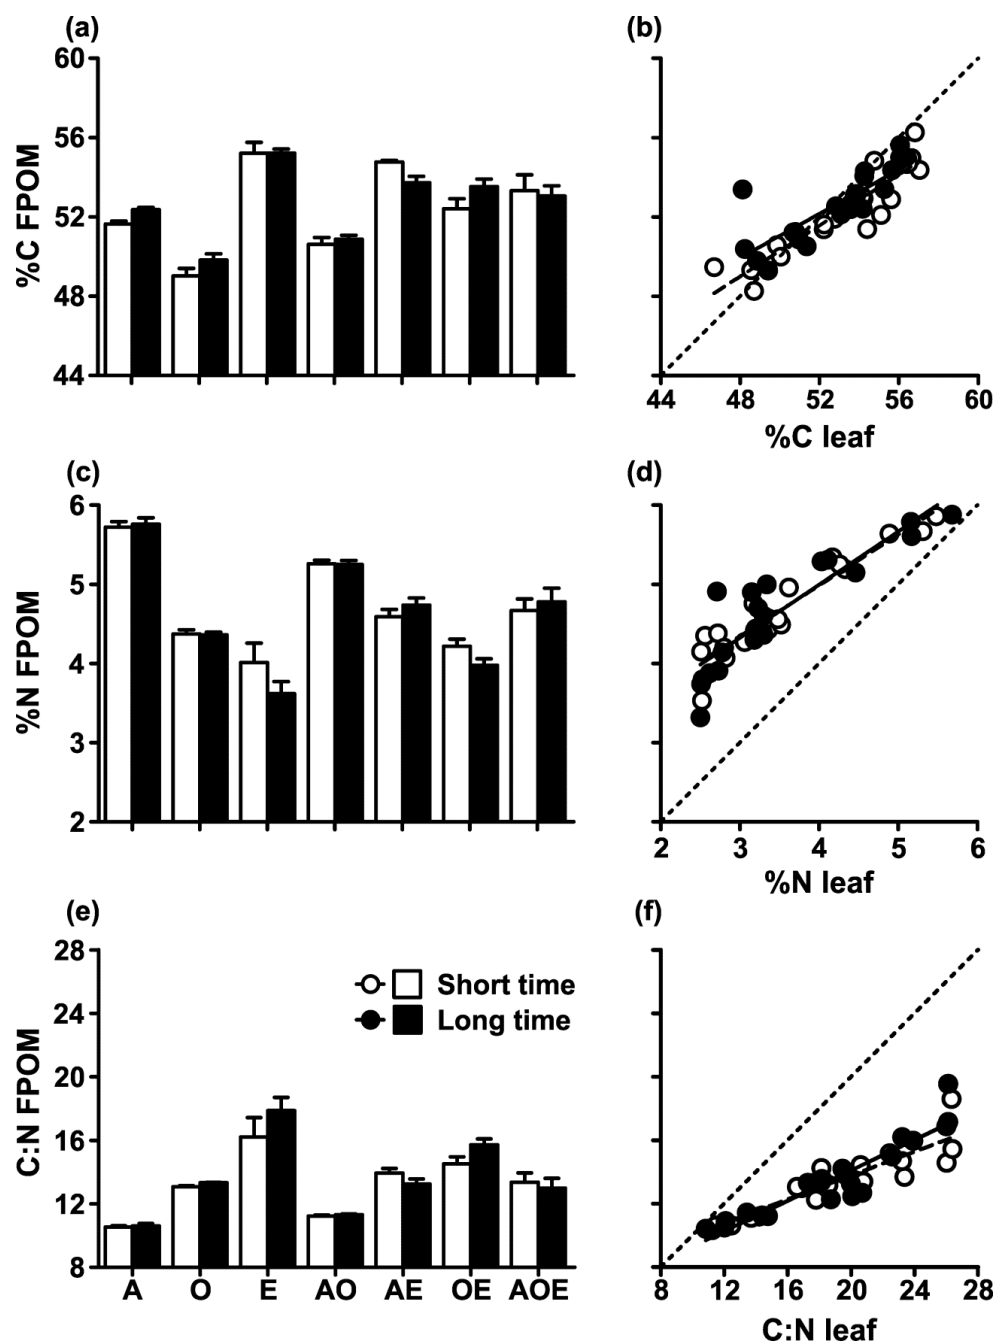 (a)
%C FPOM
60
56
52
48
44
(b)
44 48 52 56 60
%C leaf
(c)
%N FPOM
6
5
4
3
2
(d)
2 3 4 5 6
%N leaf
(e)
C:N FPOM
28
24
20
16
12
8
Short time
Long time
A O E AO AE OE AOE
(f)
8 12 16 20 24 28
C:N leaf